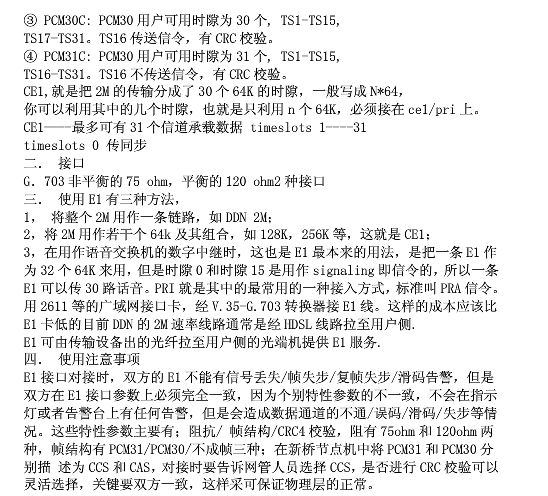 ③ PCM30C: PCM30 用户可用时隙为 30 个, TS1-TS15,
TS17-TS31。TS16 传送信令，有 CRC 校验。
④ PCM31C: PCM30 用户可用时隙为 31 个, TS1-TS15,
TS16-TS31。TS16 不传送信令，有 CRC 校验。
CE1,就是把 2M 的传输分成了 30 个 64K 的时隙，一般写成 N*64,
你可以利用其中的几个时隙，也就是只利用 n 个 64K，必须接在 ce1/pri 上。
CE1----最多可有 31 个信道承载数据 timeslots 1----31
timeslots 0 传同步
二． 接口
G．703 非平衡的 75 ohm，平衡的 120 ohm2 种接口
三． 使用 E1 有三种方法，
1， 将整个 2M 用作一条链路，如 DDN 2M；
2，将 2M 用作若干个 64k 及其组合，如 128K，256K 等，这就是 CE1；
3，在用作语音交换机的数字中继时，这也是 E1 最本来的用法，是把一条 E1 作
为 32 个 64K 来用，但是时隙 0 和时隙 15 是用作 signaling 即信令的，所以一条
E1 可以传 30 路话音。PRI 就是其中的最常用的一种接入方式，标准叫 PRA 信令。
用 2611 等的广域网接口卡，经 V.35-G.703 转换器接 E1 线。这样的成本应该比
E1 卡低的目前 DDN 的 2M 速率线路通常是经 HDSL 线路拉至用户侧.
E1 可由传输设备出的光纤拉至用户侧的光端机提供 E1 服务.
四． 使用注意事项
E1 接口对接时，双方的 E1 不能有信号丢失/帧失步/复帧失步/滑码告警，但是
双方在 E1 接口参数上必须完全一致，因为个别特性参数的不一致，不会在指示
灯或者告警台上有任何告警，但是会造成数据通道的不通/误码/滑码/失步等情
况。这些特性参数主要有；阻抗/ 帧结构/CRC4 校验，阻有 75ohm 和 120ohm 两
种，帧结构有 PCM31/PCM30/不成帧三种；在新桥节点机中将 PCM31 和 PCM30 分
别描 述为 CCS 和 CAS，对接时要告诉网管人员选择 CCS，是否进行 CRC 校验可以
灵活选择，关键要双方一致，这样采可保证物理层的正常。